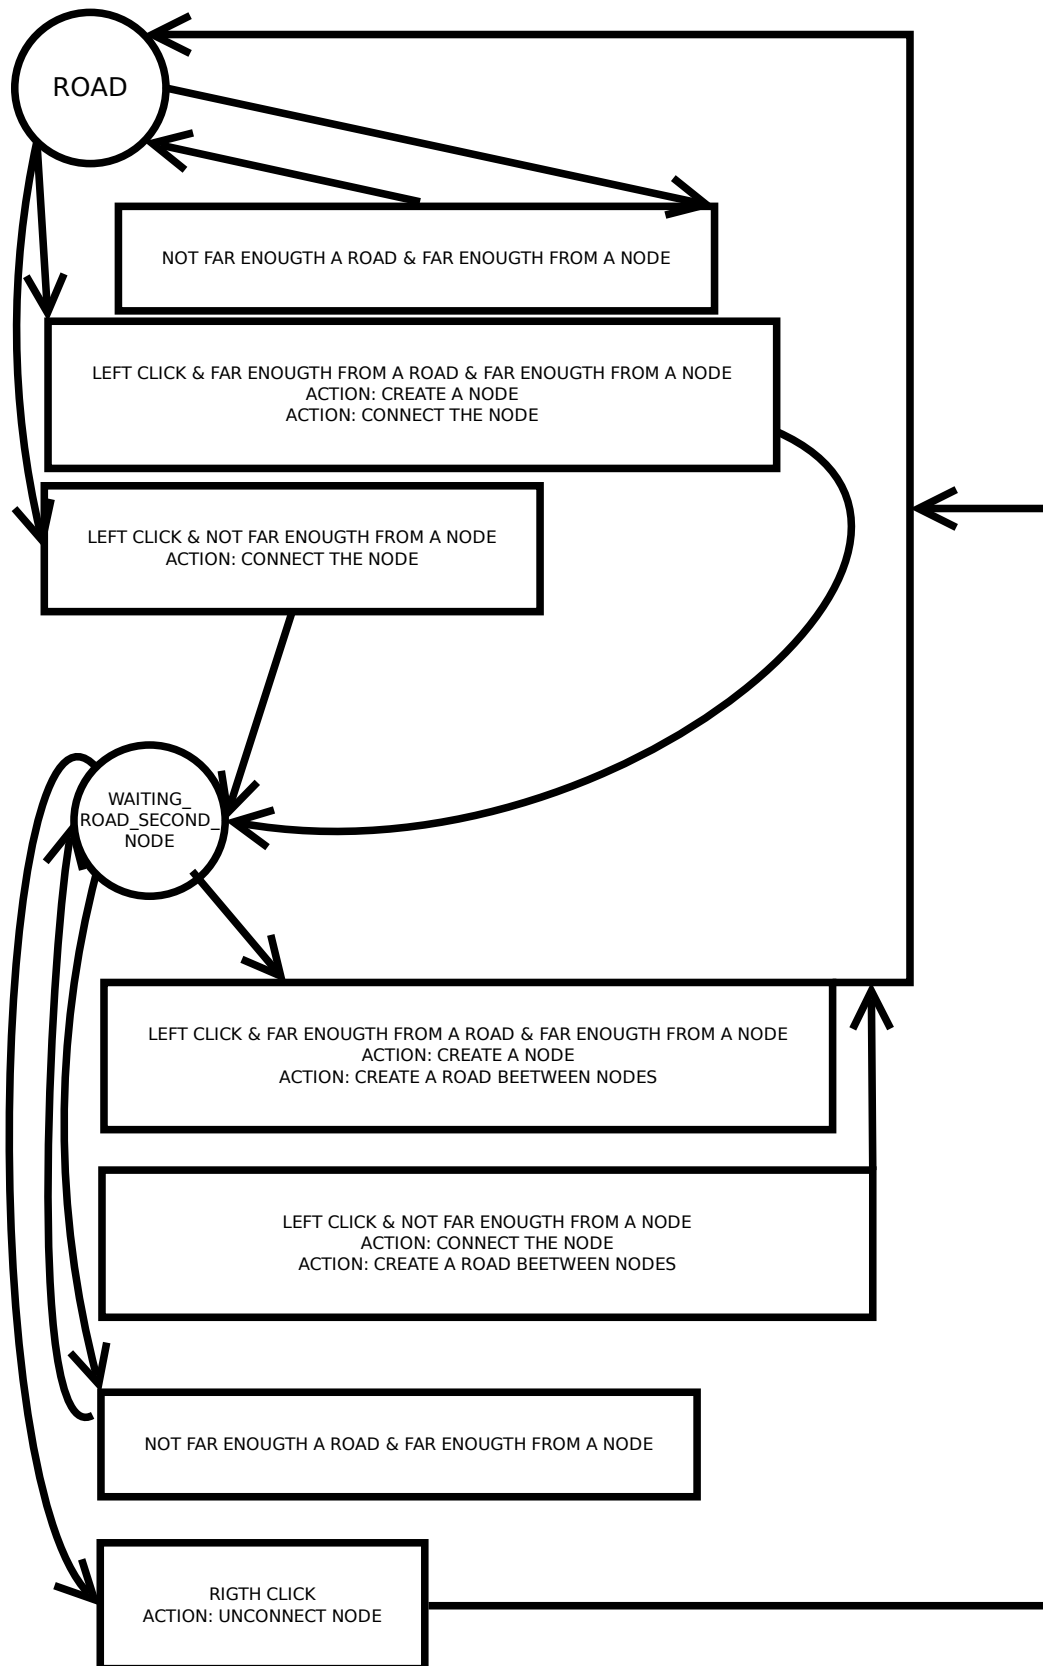 ROAD
NOT FAR ENOUGTH A ROAD & FAR ENOUGTH FROM A NODE
LEFT CLICK & FAR ENOUGTH FROM A ROAD & FAR ENOUGTH FROM A NODE
ACTION: CREATE A NODE
ACTION: CONNECT THE NODE
LEFT CLICK & NOT FAR ENOUGTH FROM A NODE
ACTION: CONNECT THE NODE
WAITING_
ROAD_SECOND_
NODE
LEFT CLICK & FAR ENOUGTH FROM A ROAD & FAR ENOUGTH FROM A NODE
ACTION: CREATE A NODE
ACTION: CREATE A ROAD BEETWEEN NODES
LEFT CLICK & NOT FAR ENOUGTH FROM A NODE
ACTION: CONNECT THE NODE
ACTION: CREATE A ROAD BEETWEEN NODES
NOT FAR ENOUGTH A ROAD & FAR ENOUGTH FROM A NODE
RIGTH CLICK
ACTION: UNCONNECT NODE